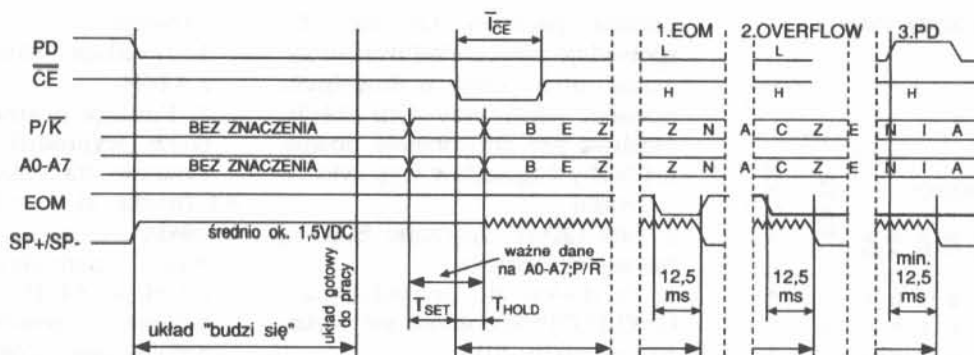 T̅C̅E̅
1.EOM 2.OVERFLOW 3.PD
PD L L
C̅E̅ H H H
P/K̅ BEZ ZNACZENIA B E Z Z N A C Z E N I A
A0-A7 BEZ ZNACZENIA B E Z Z N A C Z E N I A
EOM
SP+/SP- średnio ok. 1,5VDC
ważne dane
na A0-A7;P/R̅
układ gotowy
do pracy
12,5
ms
12,5
ms
min.
12,5
ms
TSET THOLD
układ "budzi się"